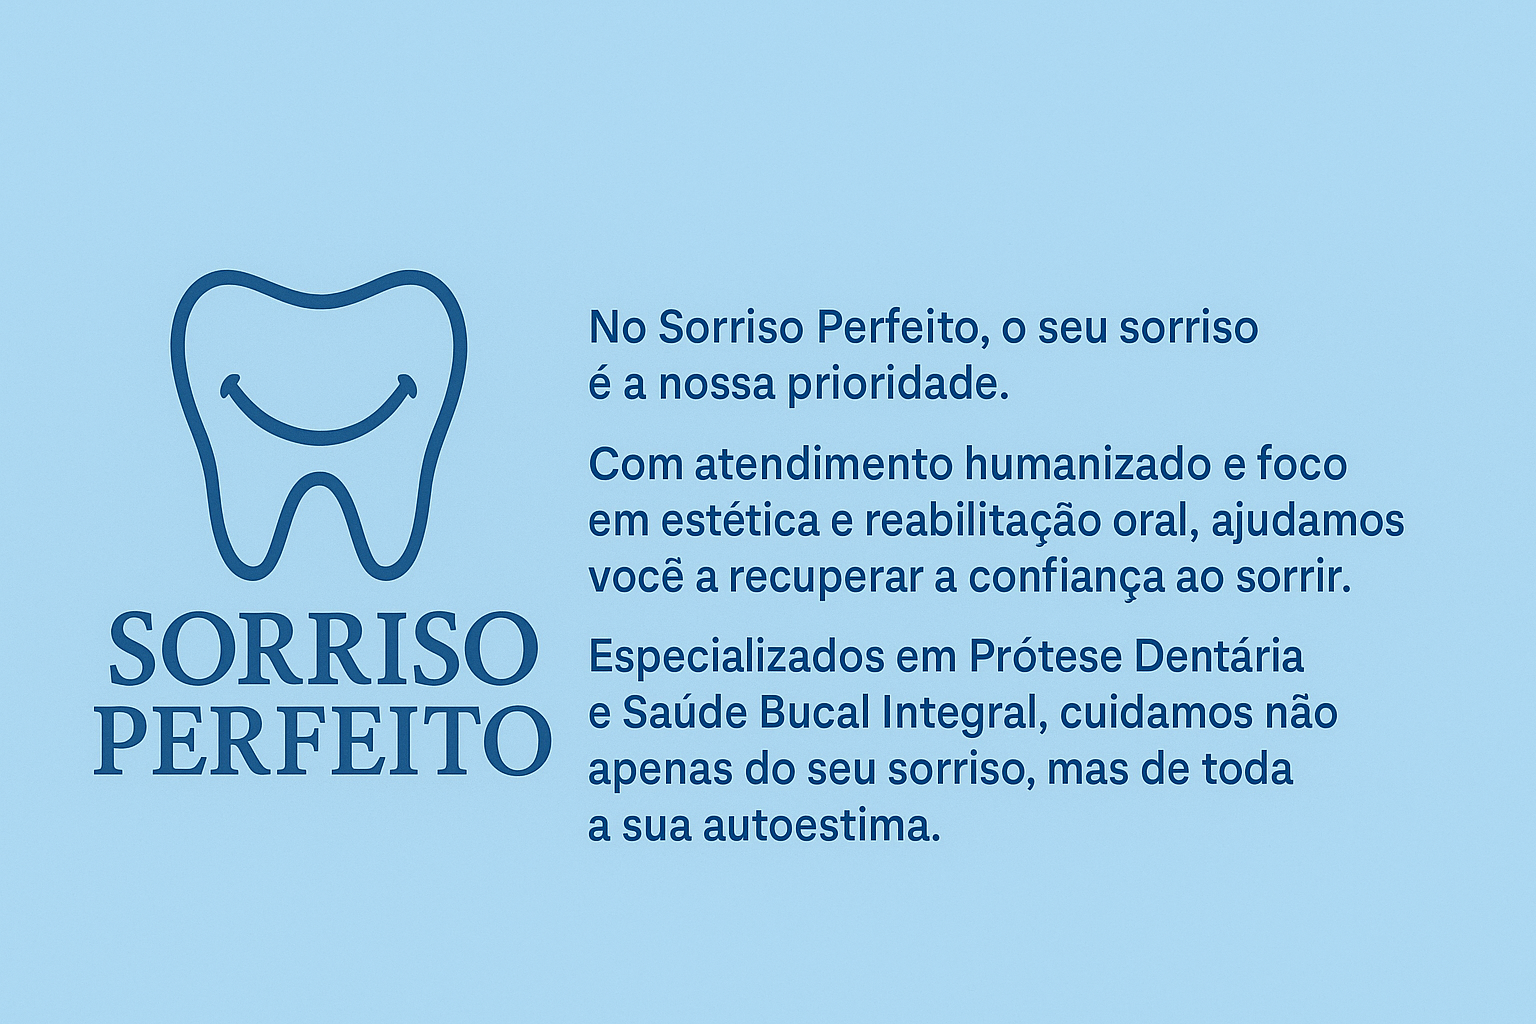 SORRISO
PERFEITO
No Sorriso Perfeito, o seu sorriso
é a nossa prioridade.
Com atendimento humanizado e foco
em estética e reabilitação oral, ajudamos
você a recuperar a confiança ao sorrir.
Especializados em Prótese Dentária
e Saúde Bucal Integral, cuidamos não
apenas do seu sorriso, mas de toda
a sua autoestima.